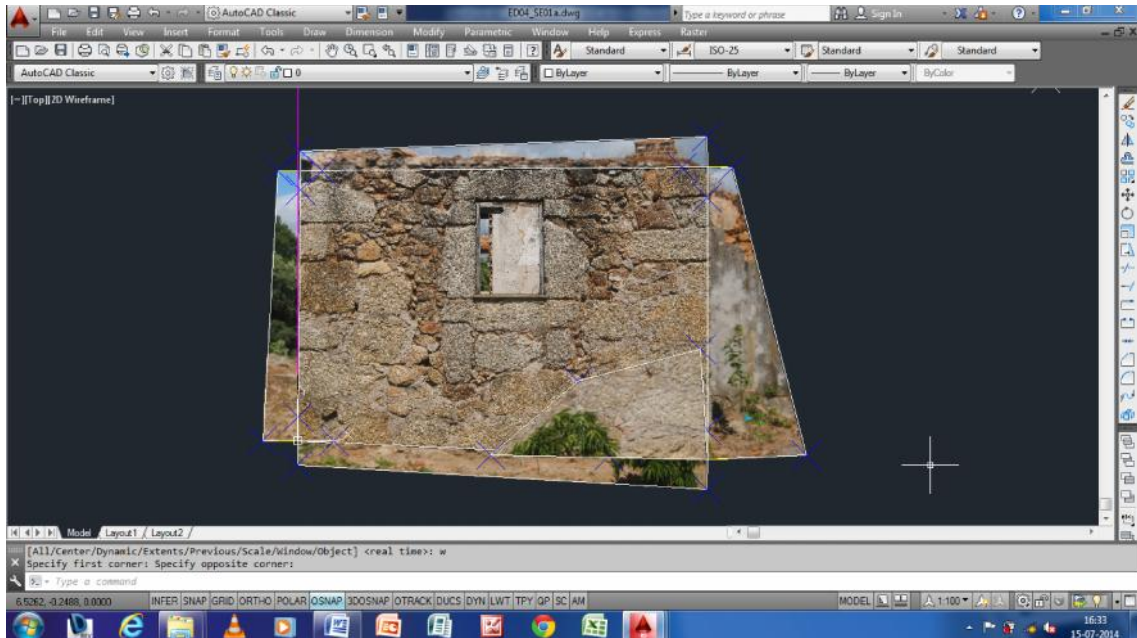 AutoCAD Classic
ED04_SE01a.dwg
Type a keyword or phrase
Sign In
File Edit View Insert Format Tools Draw Dimension Modify Parametric Window Help Express Raster
Standard
ISO-25
Standard
Standard
AutoCAD Classic
0
ByLayer
ByLayer
ByLayer
ByColor
[−][Top][2D Wireframe]
Model Layout1 Layout2
[All/Center/Dynamic/Extents/Previous/Scale/Window/Object] <real time>: w
Specify first corner: Specify opposite corner:
Type a command
6.5262, -0.2488, 0.0000
INFER SNAP GRID ORTHO POLAR OSNAP 3DOSNAP OTRACK DUCS DYN LWT TPY QP SC AM
MODEL
1:100
16:33
15-07-2014